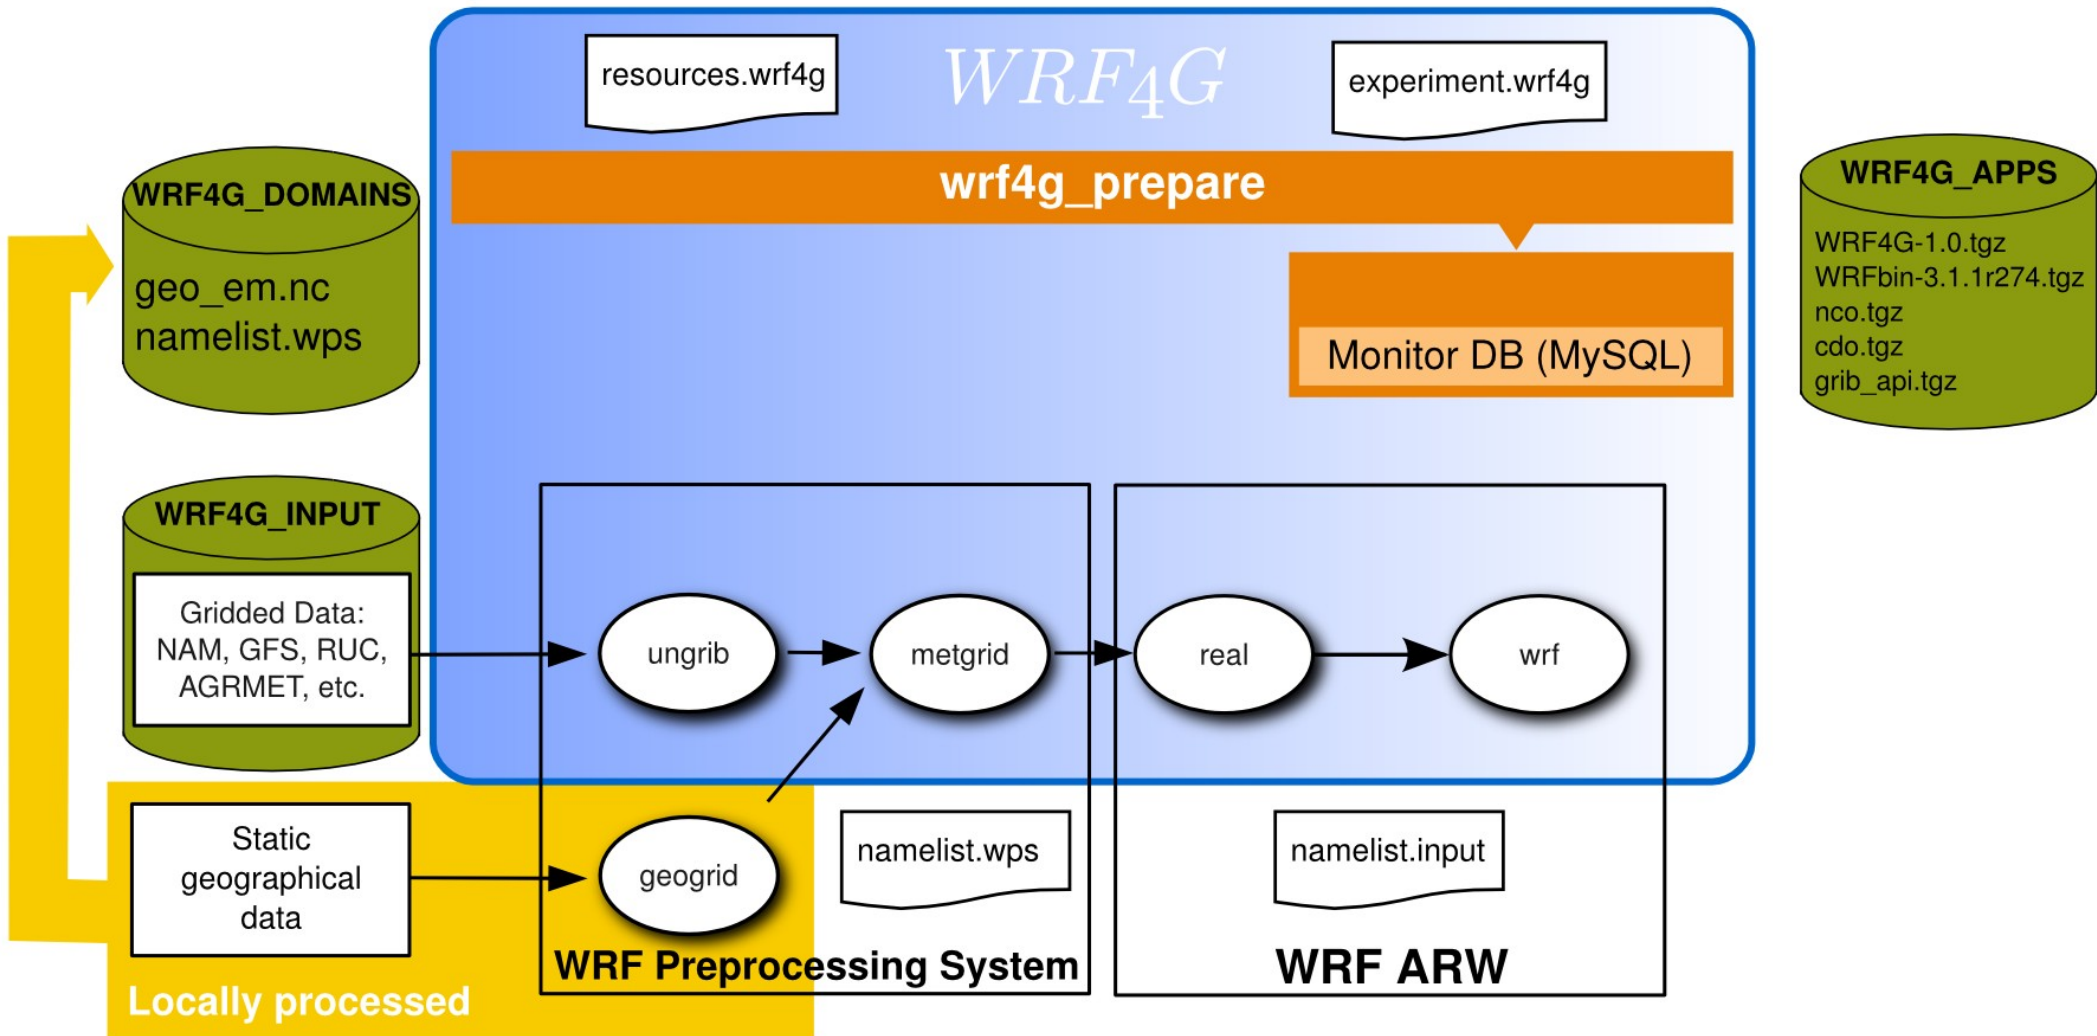 resources.wrf4g
WRF4G
experiment.wrf4g
wrf4g_prepare
WRF4G_DOMAINS
geo_em.nc
namelist.wps
WRF4G_APPS
WRF4G-1.0.tgz
WRFbin-3.1.1r274.tgz
nco.tgz
cdo.tgz
grib_api.tgz
Monitor DB (MySQL)
WRF4G_INPUT
Gridded Data:
NAM, GFS, RUC,
AGRMET, etc.
ungrib
metgrid
real
wrf
Static
geographical
data
geogrid
namelist.wps
namelist.input
WRF Preprocessing System
WRF ARW
Locally processed